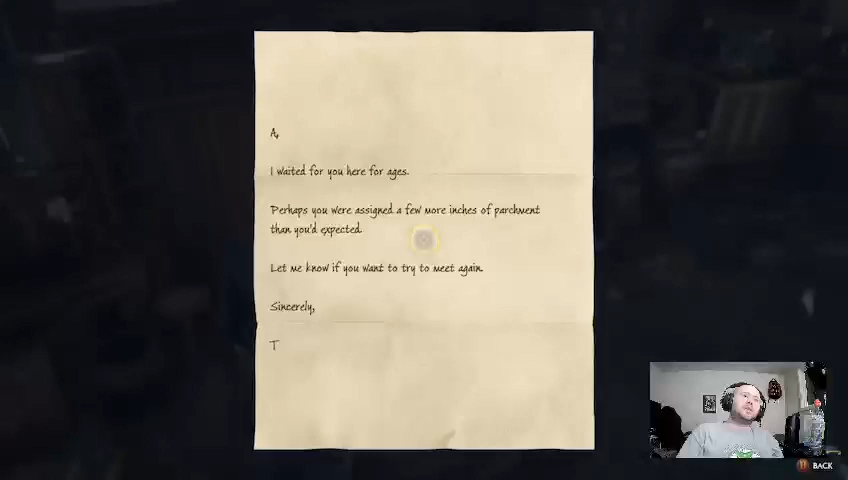 A,
I waited for you here for ages.
Perhaps you were assigned a few more inches of parchment
than you'd expected.
Let me know if you want to try to meet again.
Sincerely,
T
BACK